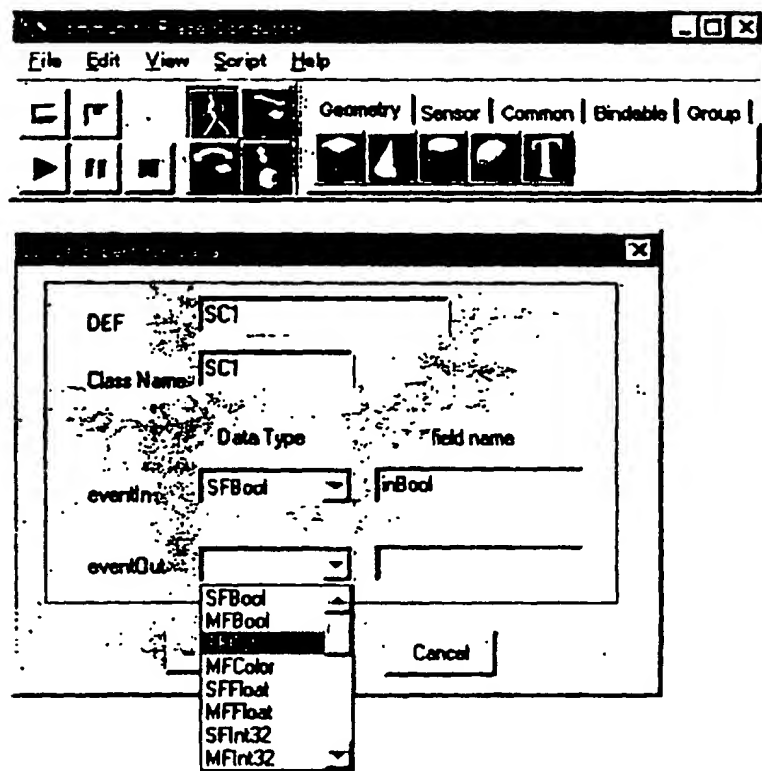 File Edit View Script Help
Geometry Sensor Common Bindable Group
DEF SC1
Class Name SC1
Data Type field name
eventIn SFBool inBool
eventOut
SFBool
MFBool
MFColor
SFFloat
MFFloat
SFInt32
MFInt32
Cancel